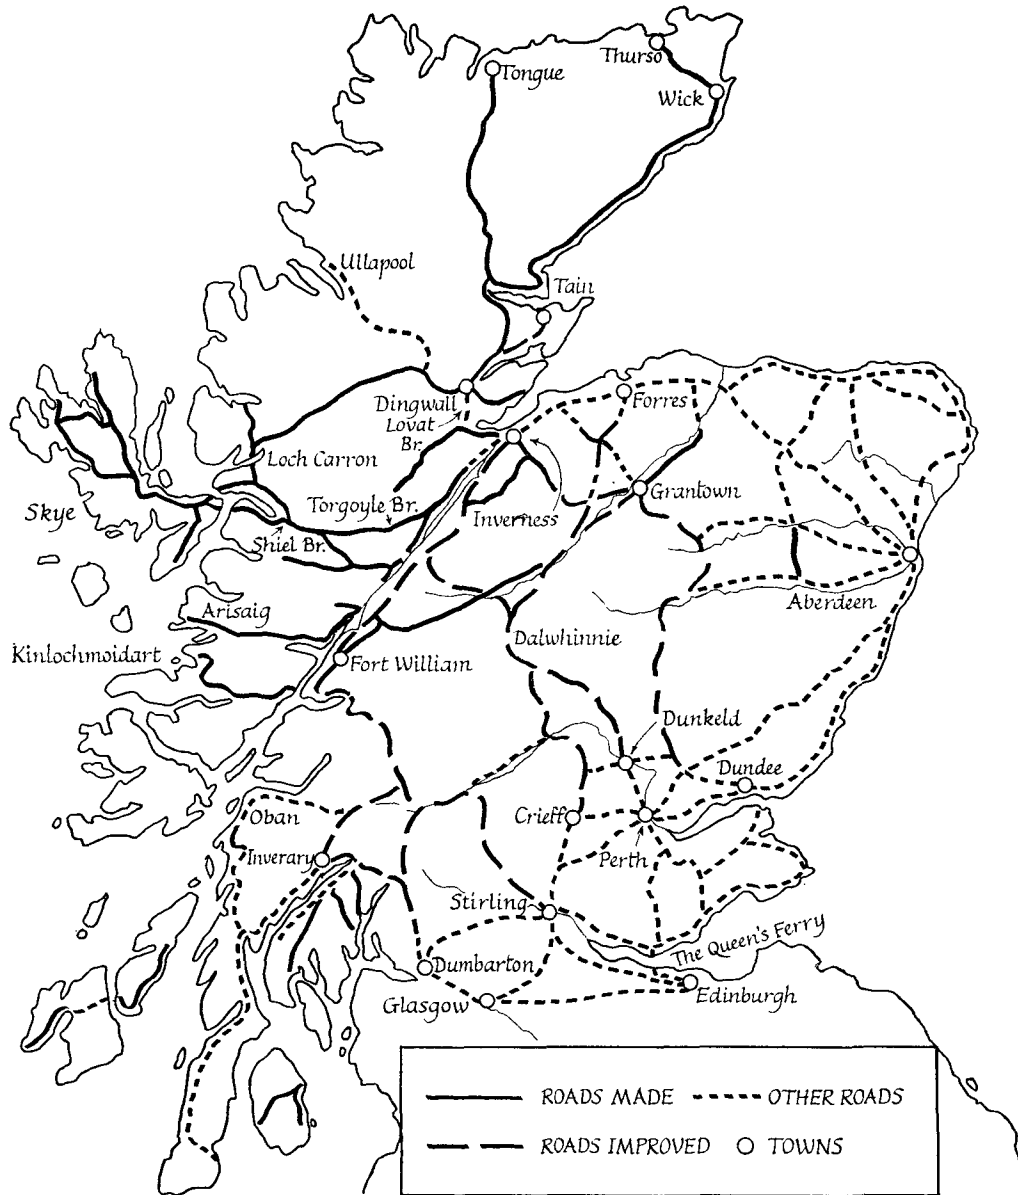 Thurso
Tongue
Wick
Ullapool
Tain
Dingwall
Lovat
Br.
Forres
Loch Carron
Torgoyle Br.
Grantown
Inverness
Skye
Shiel Br.
Arisaig
Aberdeen
Dalwhinnie
Kinlochmoidart
Fort William
Dunkeld
Dundee
Oban
Crieff
Inverary
Perth
Stirling
The Queen's Ferry
Dumbarton
Glasgow
Edinburgh
ROADS MADE
OTHER ROADS
ROADS IMPROVED
TOWNS